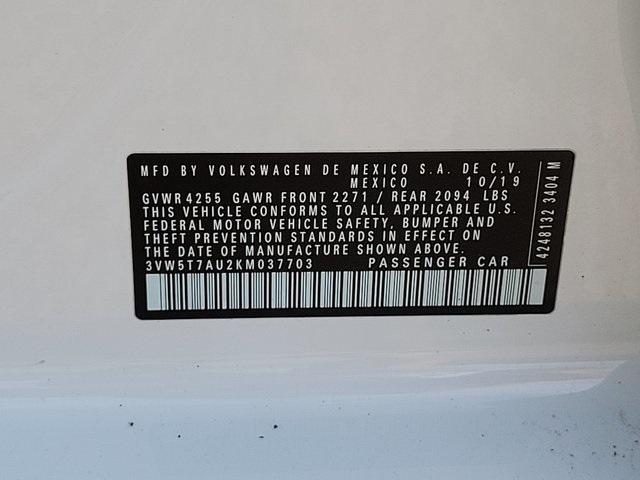 MFD BY VOLKSWAGEN DE MEXICO S.A. DE C.V.
MEXICO 10/19
GVWR 4255 GAWR FRONT 2271 / REAR 2094 LBS
THIS VEHICLE CONFORMS TO ALL APPLICABLE U.S.
FEDERAL MOTOR VEHICLE SAFETY, BUMPER AND
THEFT PREVENTION STANDARDS IN EFFECT ON
THE DATE OF MANUFACTURE SHOWN ABOVE.
3VW5T7AU2KM037703 PASSENGER CAR
4248132 3404 M